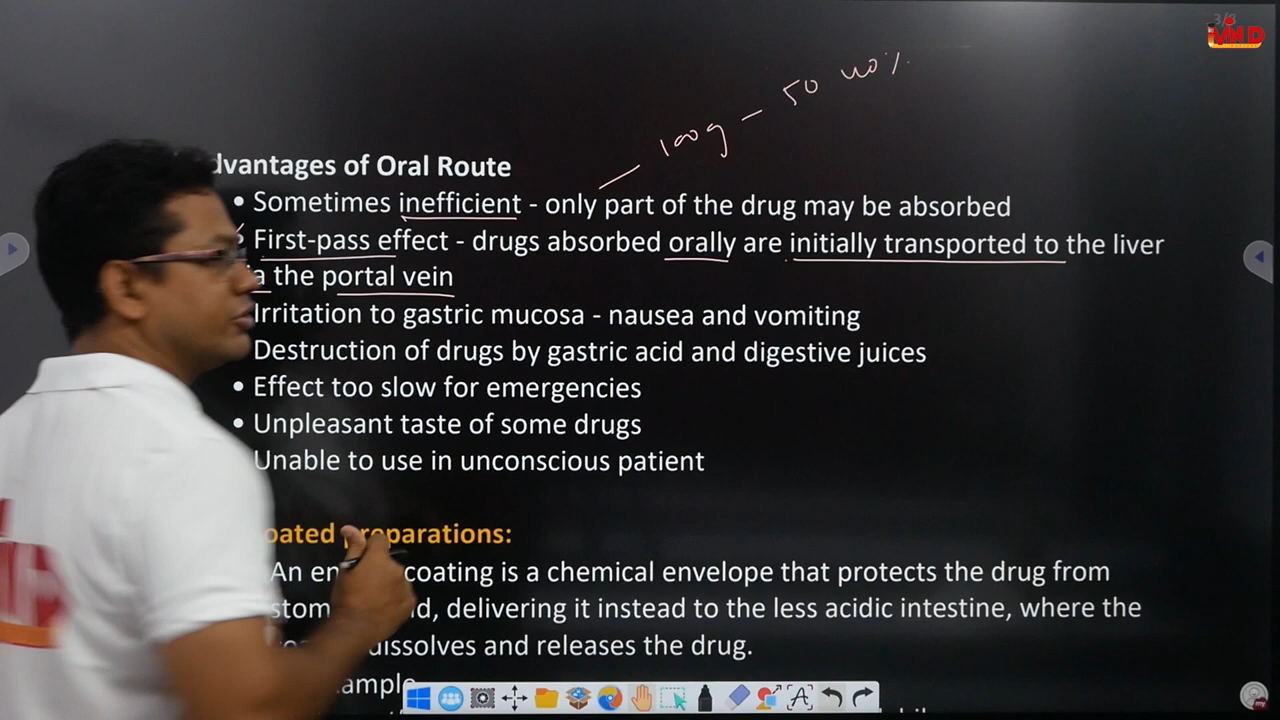 100g - 50 40%
dvantages of Oral Route
• Sometimes inefficient - only part of the drug may be absorbed
First-pass effect - drugs absorbed orally are initially transported to the liver
a the portal vein
Irritation to gastric mucosa - nausea and vomiting
Destruction of drugs by gastric acid and digestive juices
• Effect too slow for emergencies
• Unpleasant taste of some drugs
Unable to use in unconscious patient
oated preparations:
An en coating is a chemical envelope that protects the drug from
stom d, delivering it instead to the less acidic intestine, where the
dissolves and releases the drug.
ample